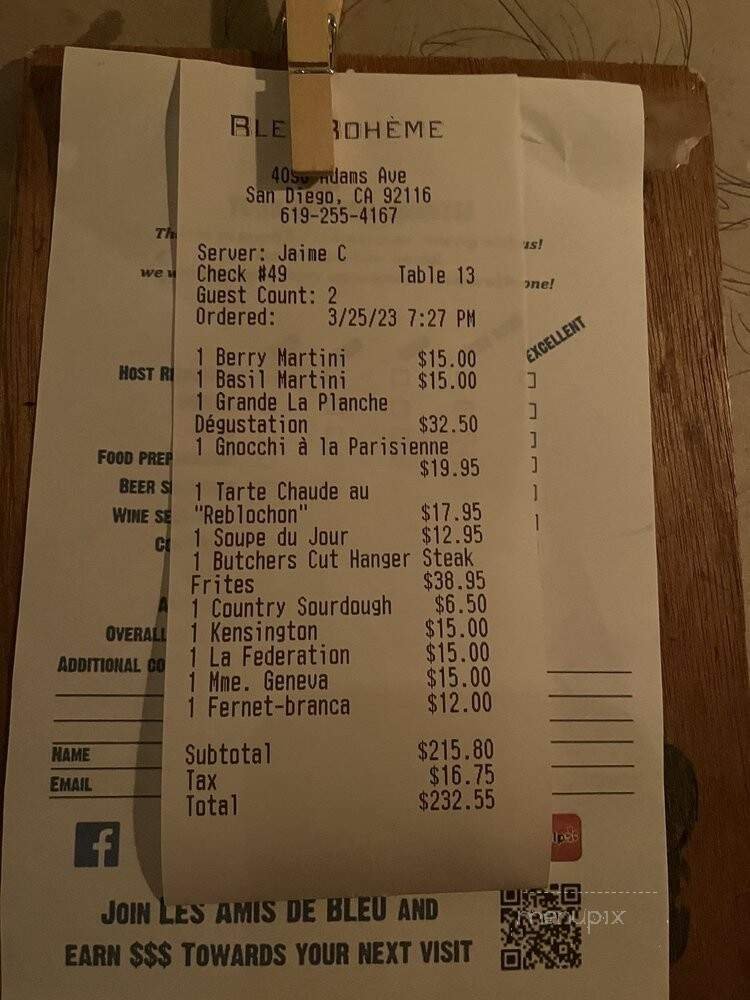 BLE BOHÈME
Adams Ave
San Diego, CA 92116
619-255-4167
us!
we
one!
Server: Jaime C
Check #49 Table 13
Guest Count: 2
Ordered: 3/25/23 7:27 PM
EXCELLENT
1 Berry Martini $15.00
1 Basil Martini $15.00
HOST
1 Grande La Planche
Dégustation $32.50
1 Gnocchi à la Parisienne
$19.95
FOOD PREP
BEER S
1 Tarte Chaude au
"Reblochon" $17.95
WINE SE
1 Soupe du Jour $12.95
1 Butchers Cut Hanger Steak
Frites $38.95
1 Country Sourdough $6.50
OVERALL
1 Kensington $15.00
1 La Federation $15.00
ADDITIONAL CO
1 Mme. Geneva $15.00
1 Fernet-branca $12.00
Subtotal $215.80
NAME
Tax $16.75
EMAIL
Total $232.55
JOIN LES AMIS DE BLEU AND
EARN $$$ TOWARDS YOUR NEXT VISIT
menupix